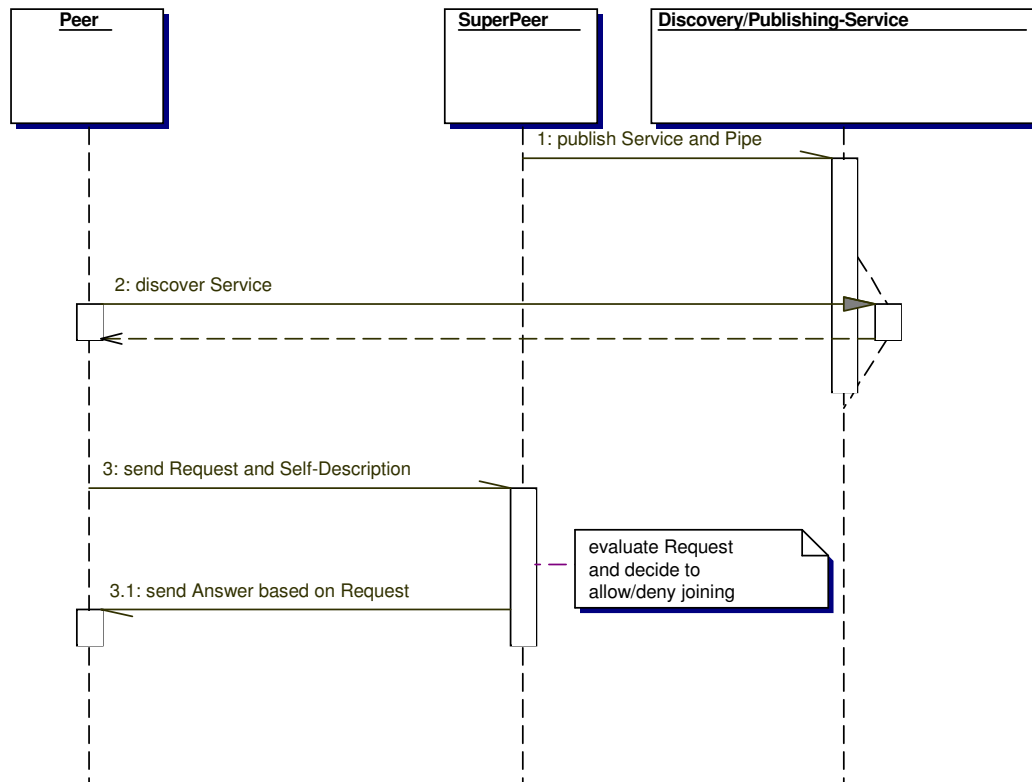 Peer
SuperPeer
Discovery/Publishing-Service
1: publish Service and Pipe
2: discover Service
3: send Request and Self-Description
evaluate Request
and decide to
allow/deny joining
3.1: send Answer based on Request